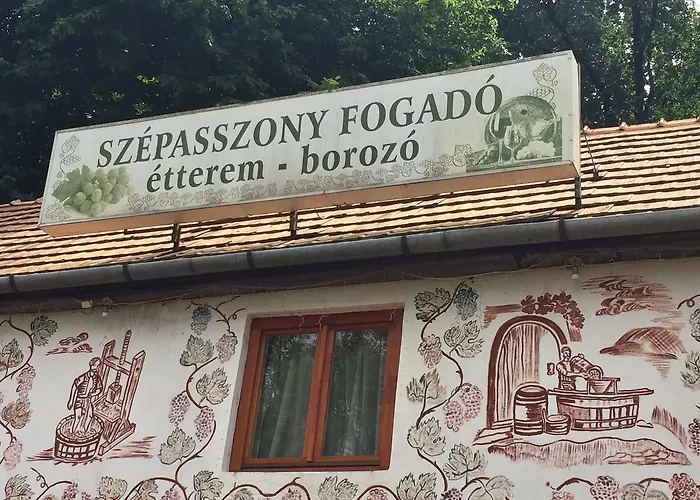 SZÉPASSZONY FOGADÓ
étterem - borozó